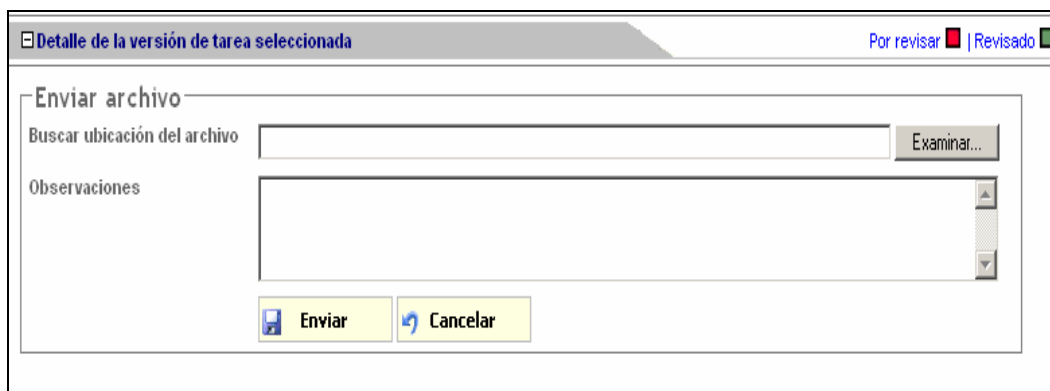 Detalle de la versión de tarea seleccionada
Por revisar | Revisado
Enviar archivo
Buscar ubicación del archivo
Examinar...
Observaciones
Enviar
Cancelar